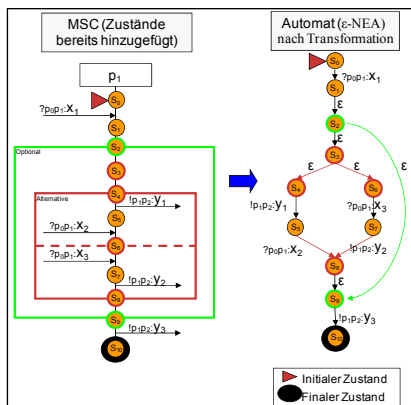 MSC (Zustände
bereits hinzugefügt)
p1
S0
?p0p1:x1
S1
Optional
S2
S3
Alternative
S4
!p1p2:y1
S5
?p0p1:x2
S6
?p0p1:x3
S7
!p1p2:y2
S8
S9
!p1p2:y3
S10
Automat (ε-NEA)
nach Transformation
S0
?p0p1:x1
S1
ε
S2
ε
S3
ε ε
S4 S6
!p1p2:y1 ?p0p1:x3
S5 S7
?p0p1:x2 !p1p2:y2
S8
ε
S9
!p1p2:y3
S10
ε
Initialer Zustand
Finaler Zustand